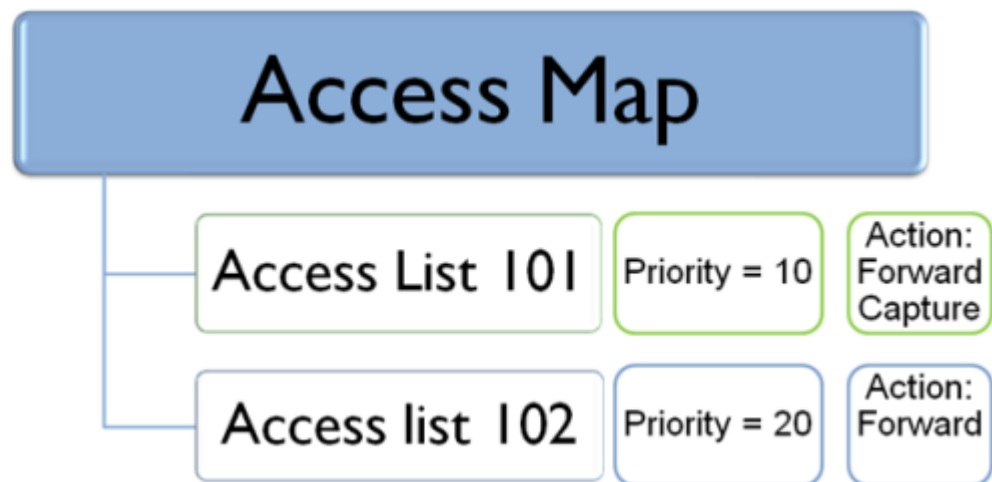 Access Map
Access List 101
Priority = 10
Action:
Forward
Capture
Access list 102
Priority = 20
Action:
Forward